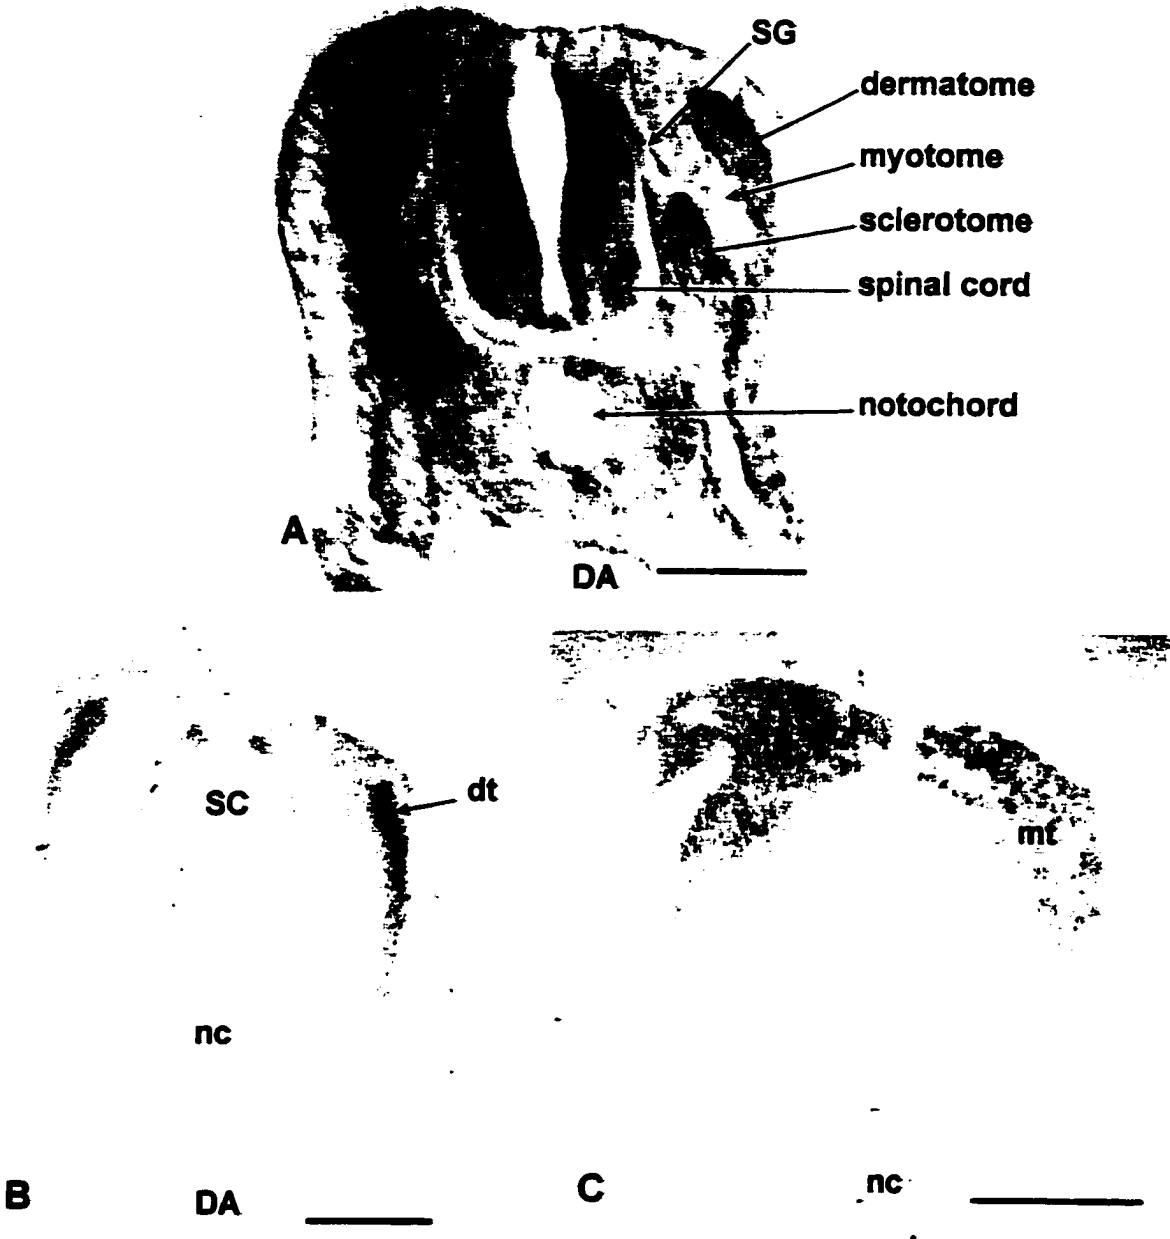 SG
dermatome
myotome
sclerotome
spinal cord
notochord
A
DA
SC
dt
mt
nc
B
DA
C
nc